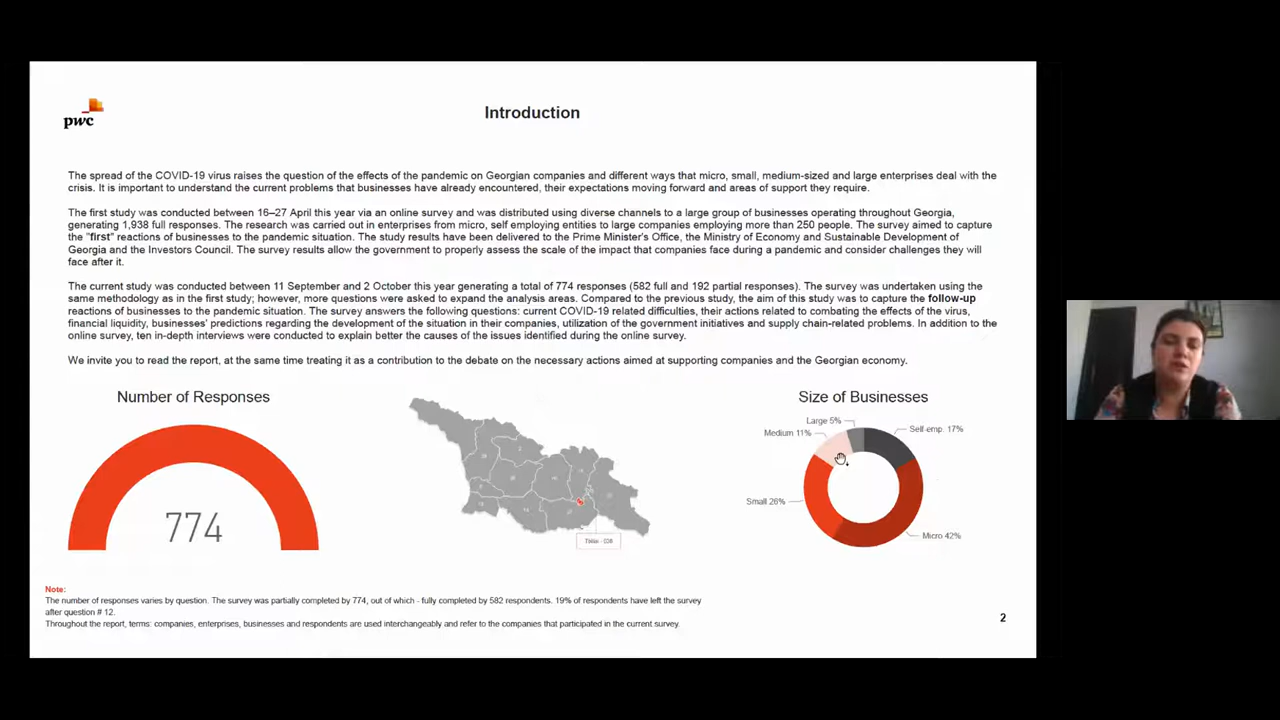 pwc
Introduction
The spread of the COVID-19 virus raises the question of the effects of the pandemic on Georgian companies and different ways that micro, small, medium-sized and large enterprises deal with the
crisis. It is important to understand the current problems that businesses have already encountered, their expectations moving forward and areas of support they require.
The first study was conducted between 16–27 April this year via an online survey and was distributed using diverse channels to a large group of businesses operating throughout Georgia,
generating 1,938 full responses. The research was carried out in enterprises from micro, self employing entities to large companies employing more than 250 people. The survey aimed to capture
the "first" reactions of businesses to the pandemic situation. The study results have been delivered to the Prime Minister's Office, the Ministry of Economy and Sustainable Development of
Georgia and the Investors Council. The survey results allow the government to properly assess the scale of the impact that companies face during a pandemic and consider challenges they will
face after it.
The current study was conducted between 11 September and 2 October this year generating a total of 774 responses (582 full and 192 partial responses). The survey was undertaken using the
same methodology as in the first study; however, more questions were asked to expand the analysis areas. Compared to the previous study, the aim of this study was to capture the follow-up
reactions of businesses to the pandemic situation. The survey answers the following questions: current COVID-19 related difficulties, their actions related to combating the effects of the virus,
financial liquidity, businesses' predictions regarding the development of the situation in their companies, utilization of the government initiatives and supply chain-related problems. In addition to the
online survey, ten in-depth interviews were conducted to explain better the causes of the issues identified during the online survey.
We invite you to read the report, at the same time treating it as a contribution to the debate on the necessary actions aimed at supporting companies and the Georgian economy.
Number of Responses
774
Size of Businesses
Large 5%
Self-emp. 17%
Medium 11%
Small 26%
Micro 42%
Note:
The number of responses varies by question. The survey was partially completed by 774, out of which - fully completed by 582 respondents. 19% of respondents have left the survey
after question # 12.
Throughout the report, terms: companies, enterprises, businesses and respondents are used interchangeably and refer to the companies that participated in the current survey.
2